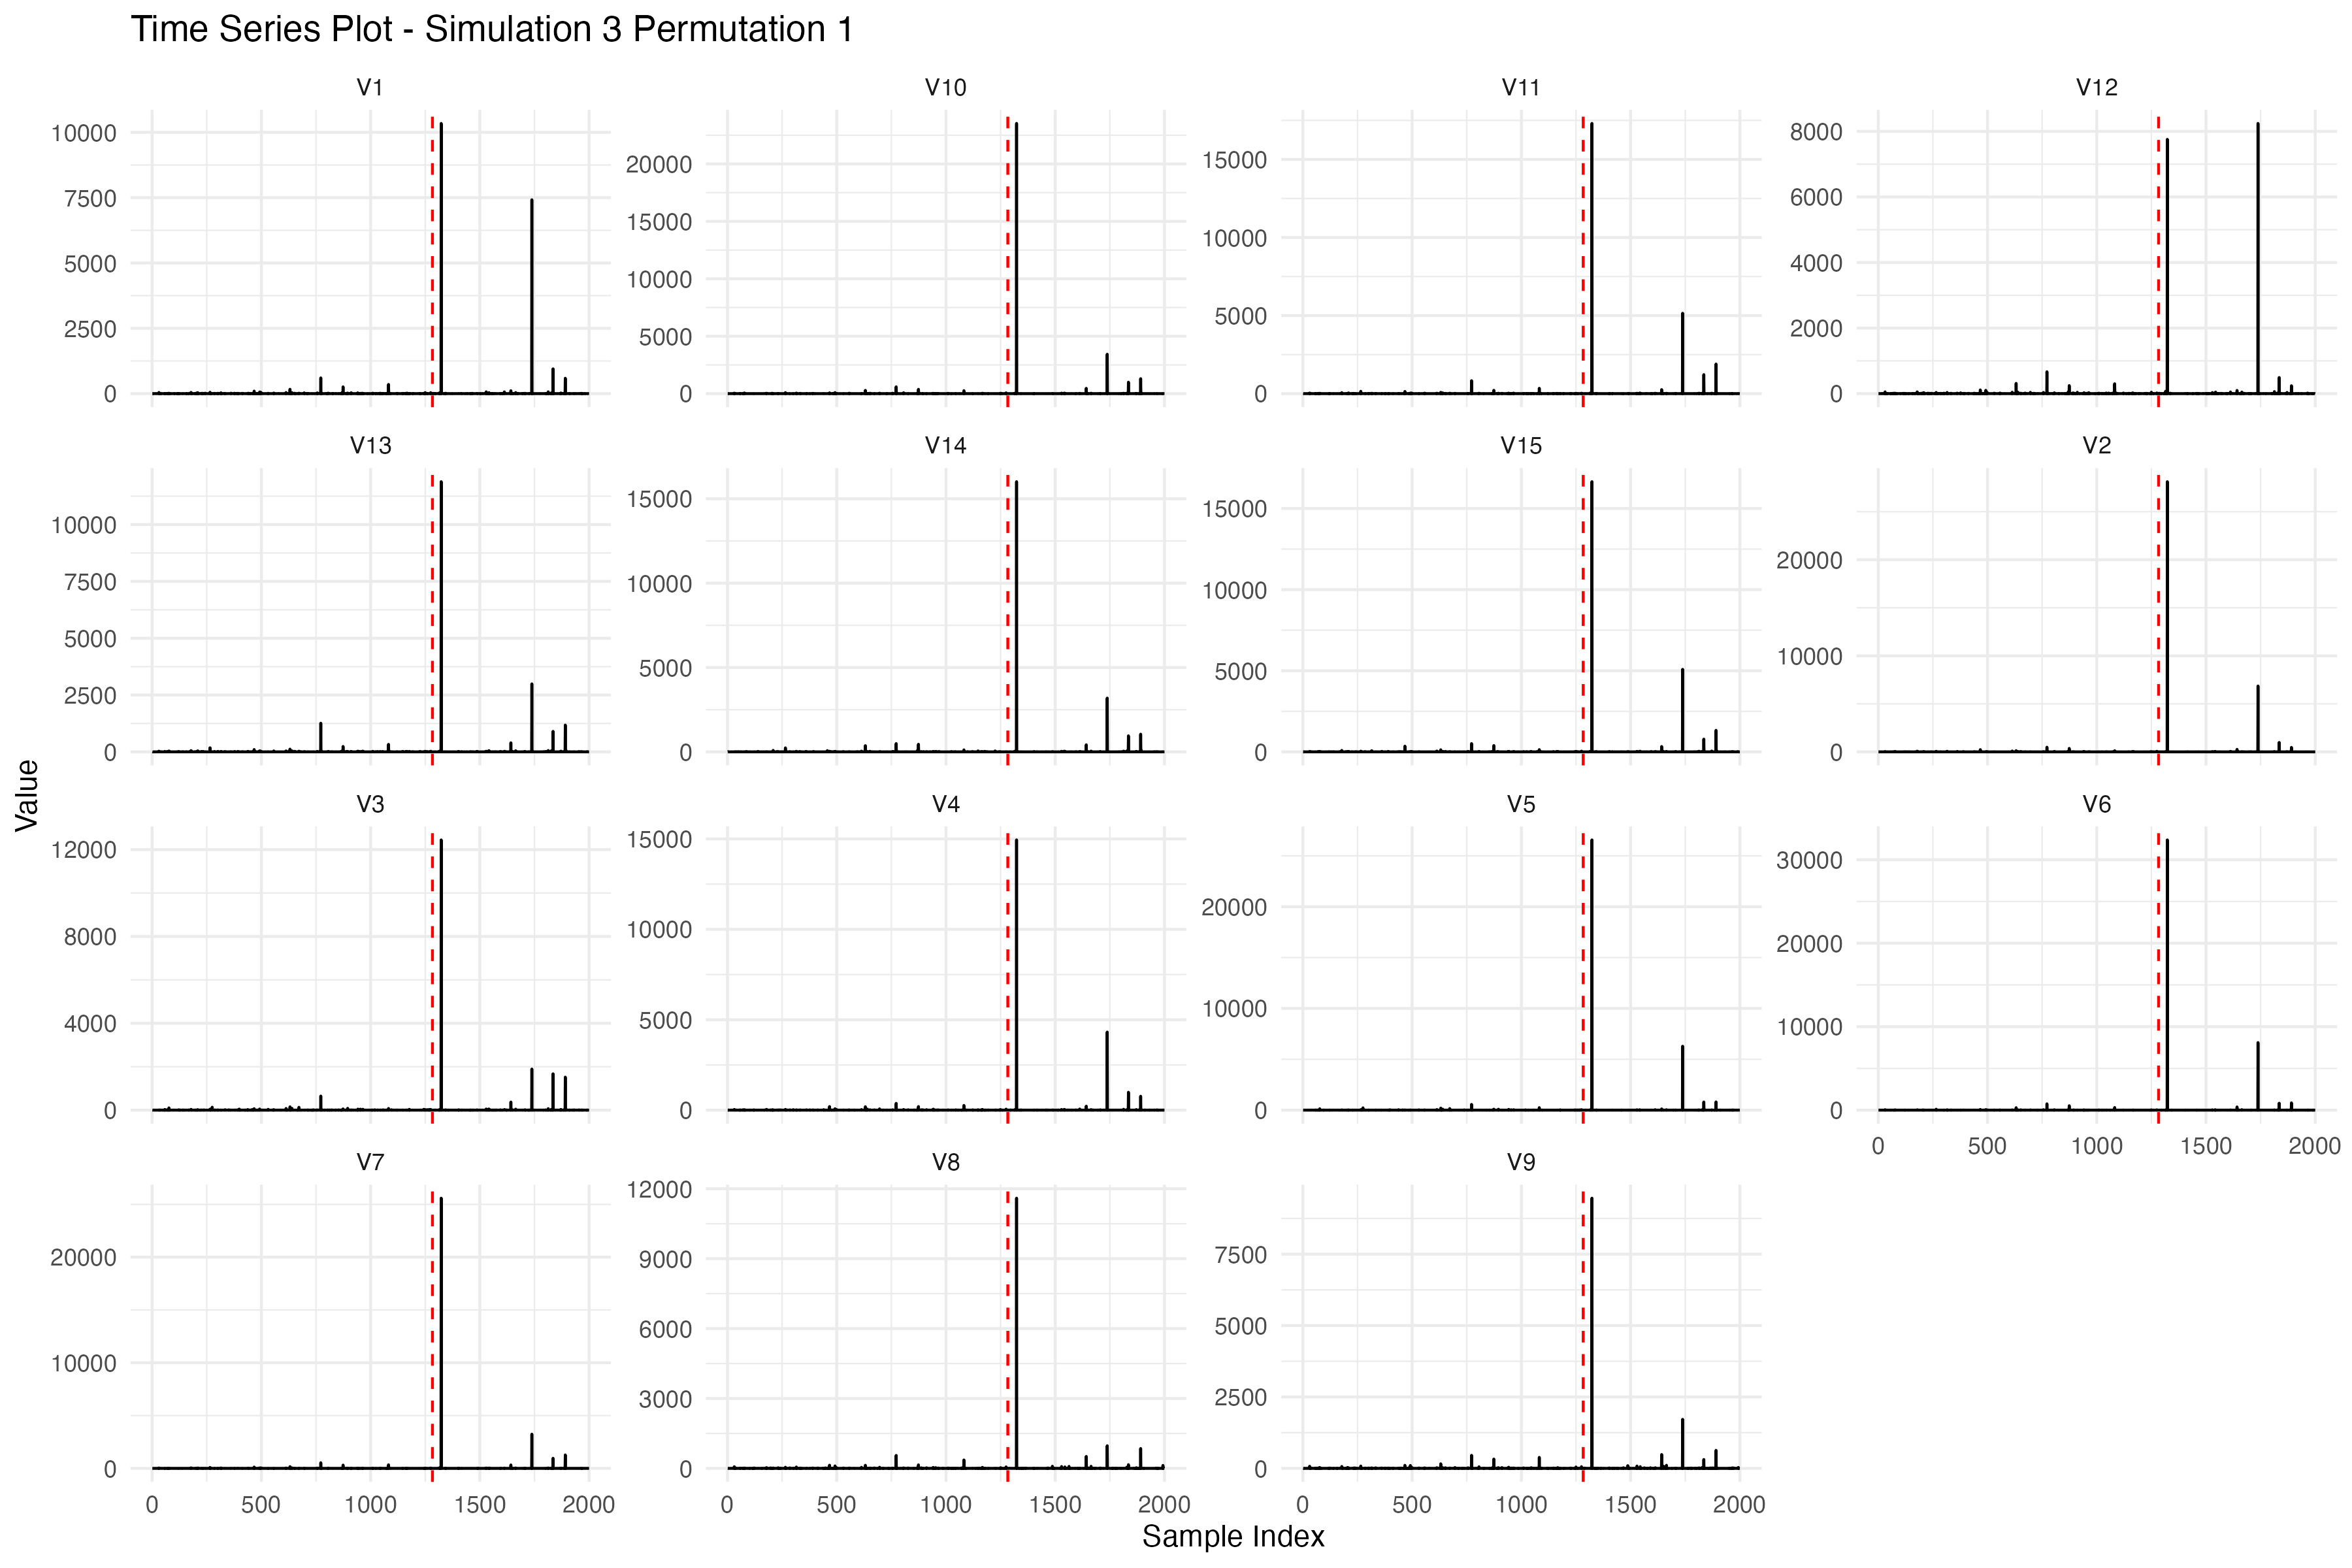 Time Series Plot - Simulation 3 Permutation 1
V1 V10 V11 V12
10000 7500 5000 2500 0
20000 15000 10000 5000 0
15000 10000 5000 0
8000 6000 4000 2000 0
V13 V14 V15 V2
10000 7500 5000 2500 0
15000 10000 5000 0
15000 10000 5000 0
20000 10000 0
Value
V3 V4 V5 V6
12000 8000 4000 0
15000 10000 5000 0
20000 10000 0
30000 20000 10000 0
0 500 1000 1500 2000
V7 V8 V9
20000 10000 0
12000 9000 6000 3000 0
7500 5000 2500 0
0 500 1000 1500 2000
0 500 1000 1500 2000
0 500 1000 1500 2000
Sample Index